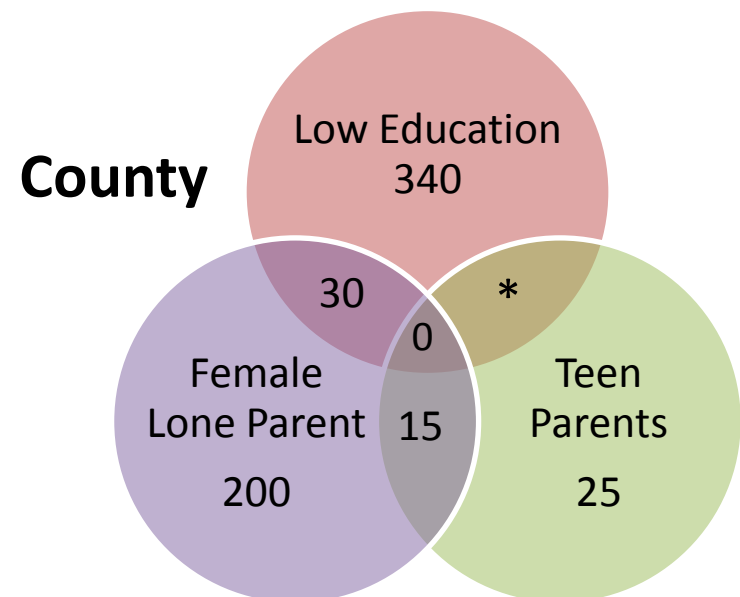 Low Education
340
County
30
*
0
Female
Lone Parent
200
15
Teen
Parents
25